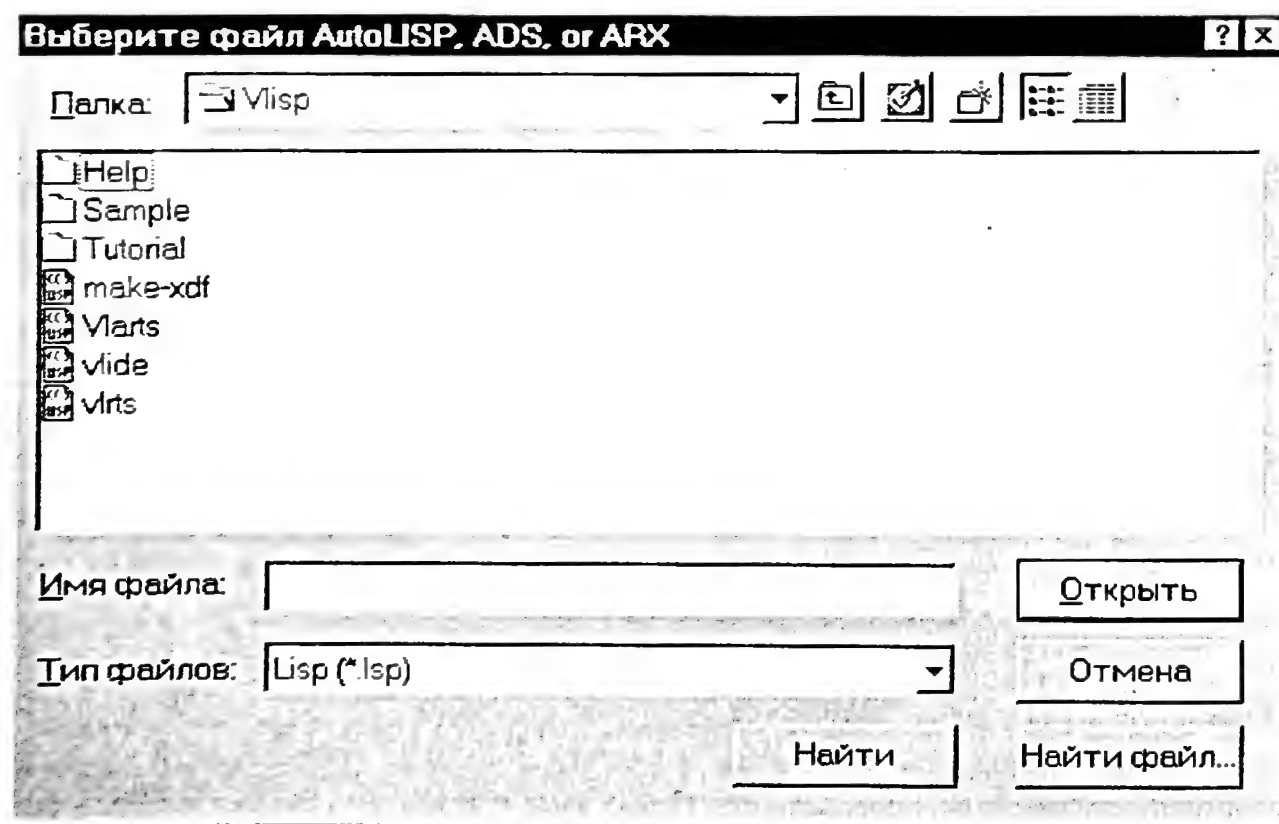 Выберите файл AutoLISP, ADS, or ARX
Папка: Vlisp
Help
Sample
Tutorial
make-xdf
Vlarts
vlide
vlrts
Имя файла: Открыть
Тип файлов: Lisp (*.lsp) Отмена
Найти Найти файл...